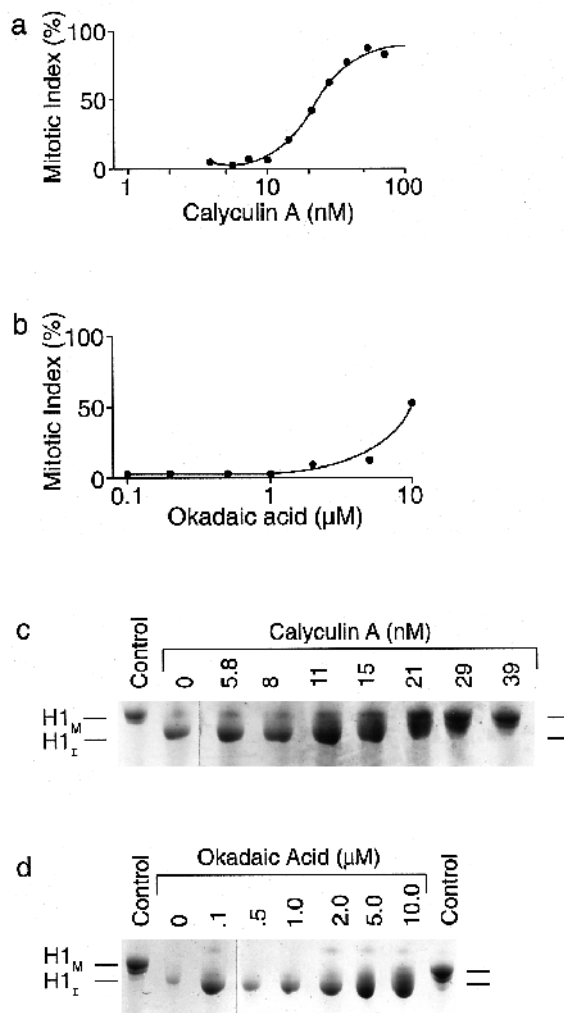 a
Mitotic Index (%)
100
50
0
1
10
100
Calyculin A (nM)
b
Mitotic Index (%)
100
50
0
0.1
1
10
Okadaic acid (µM)
c
Control
Calyculin A (nM)
0
5.8
8
11
15
21
29
39
H1M
H1I
d
Control
Okadaic Acid (µM)
0
.1
.5
1.0
2.0
5.0
10.0
Control
H1M
H1I